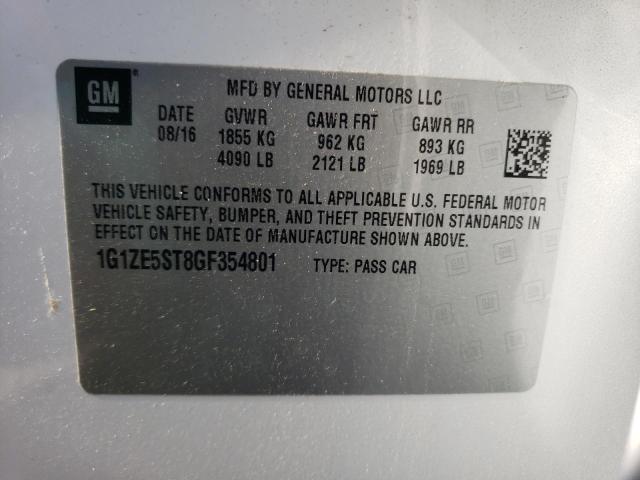 GM
MFD BY GENERAL MOTORS LLC
DATE GVWR GAWR FRT GAWR RR
08/16 1855 KG 962 KG 893 KG
4090 LB 2121 LB 1969 LB
THIS VEHICLE CONFORMS TO ALL APPLICABLE U.S. FEDERAL MOTOR
VEHICLE SAFETY, BUMPER, AND THEFT PREVENTION STANDARDS IN
EFFECT ON THE DATE OF MANUFACTURE SHOWN ABOVE.
1G1ZE5ST8GF354801 TYPE: PASS CAR